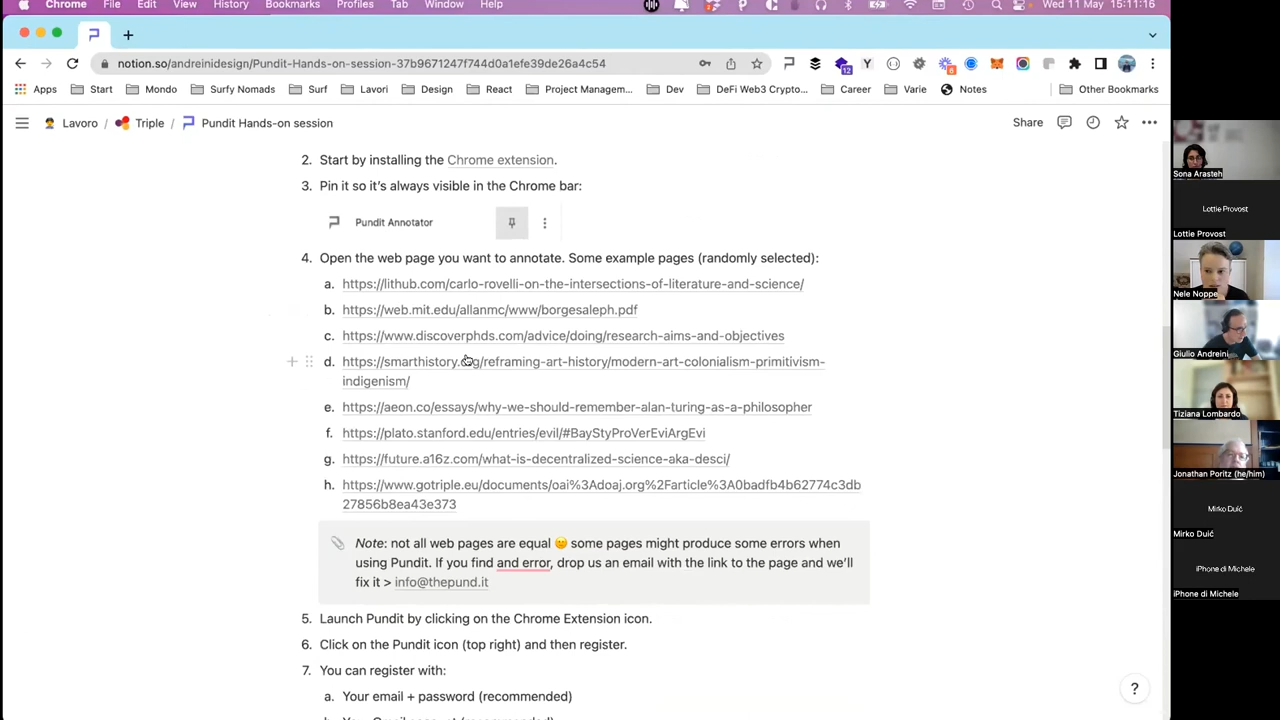 Chrome File Edit View History Bookmarks Profiles Tab Window Help Wed 11 May 15:11:16
notion.so/andreinidesign/Pundit-Hands-on-session-37b9671247f744d0a1efe39de26a4c54
Apps Start Mondo Surfy Nomads Surf Lavori Design React Project Managem... Dev DeFi Web3 Crypto... Career Varie Notes Other Bookmarks
Lavoro / Triple / Pundit Hands-on session Share
2. Start by installing the Chrome extension.
3. Pin it so it's always visible in the Chrome bar:
Pundit Annotator
4. Open the web page you want to annotate. Some example pages (randomly selected):
a. https://lithub.com/carlo-rovelli-on-the-intersections-of-literature-and-science/
b. https://web.mit.edu/allanmc/www/borgesaleph.pdf
c. https://www.discoverphds.com/advice/doing/research-aims-and-objectives
d. https://smarthistory.org/reframing-art-history/modern-art-colonialism-primitivism-
indigenism/
e. https://aeon.co/essays/why-we-should-remember-alan-turing-as-a-philosopher
f. https://plato.stanford.edu/entries/evil/#BayStyProVerEviArgEvi
g. https://future.a16z.com/what-is-decentralized-science-aka-desci/
h. https://www.gotriple.eu/documents/oai%3Adoaj.org%2Farticle%3A0badfb4b62774c3db
27856b8ea43e373
Note: not all web pages are equal 🙂 some pages might produce some errors when
using Pundit. If you find and error, drop us an email with the link to the page and we'll
fix it > info@thepund.it
5. Launch Pundit by clicking on the Chrome Extension icon.
6. Click on the Pundit icon (top right) and then register.
7. You can register with:
a. Your email + password (recommended)
?
Sona Arasteh
Lottie Provost
Lottie Provost
Nele Noppe
Giulio Andreini
Tiziana Lombardo
Jonathan Poritz (he/him)
Mirko Duić
Mirko Duić
iPhone di Michele
iPhone di Michele